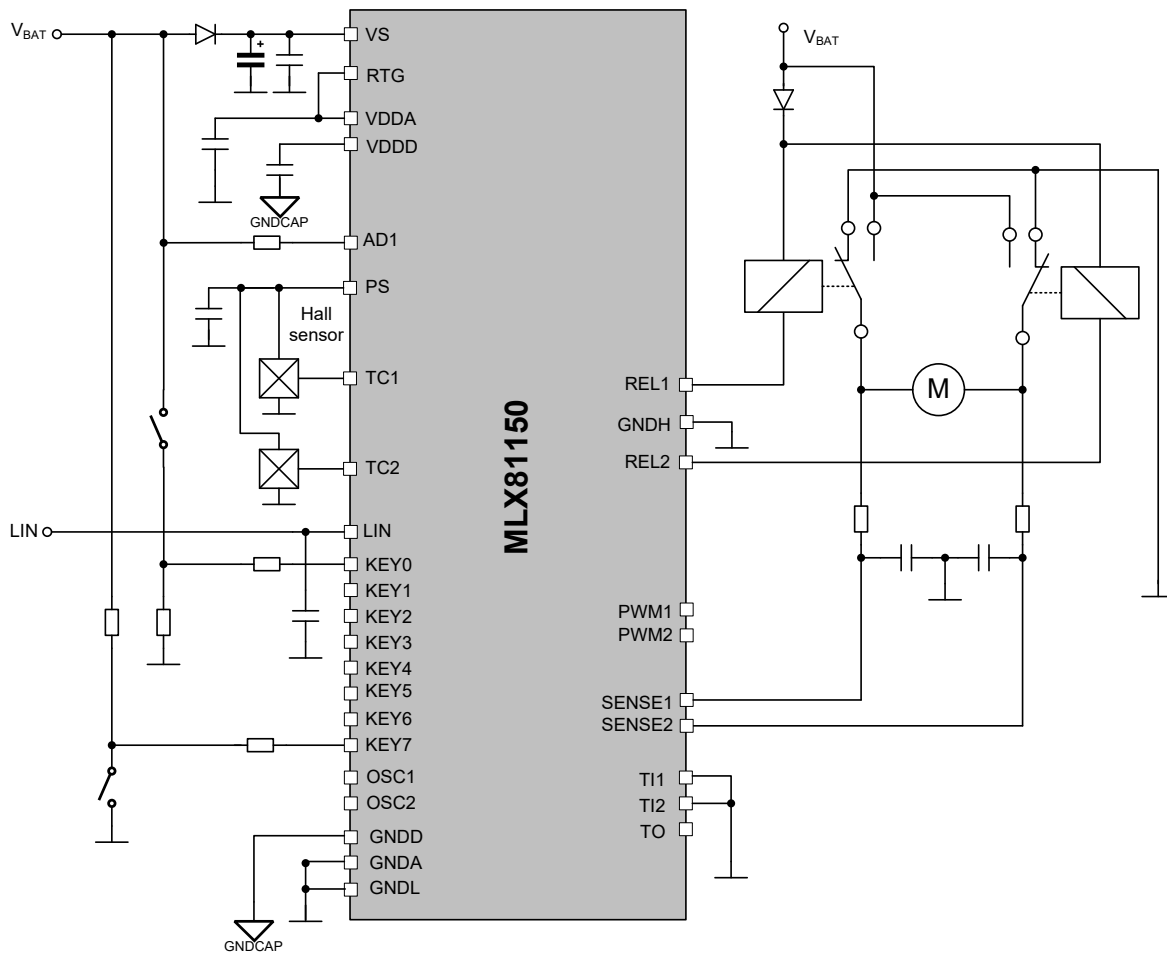 VBAT
+
VS
RTG
VDDA
VDDD
GNDCAP
AD1
PS
Hall
sensor
TC1
TC2
LIN
LIN
KEY0
KEY1
KEY2
KEY3
KEY4
KEY5
KEY6
KEY7
OSC1
OSC2
GNDD
GNDA
GNDL
GNDCAP
MLX81150
VBAT
REL1
GNDH
REL2
M
PWM1
PWM2
SENSE1
SENSE2
TI1
TI2
TO